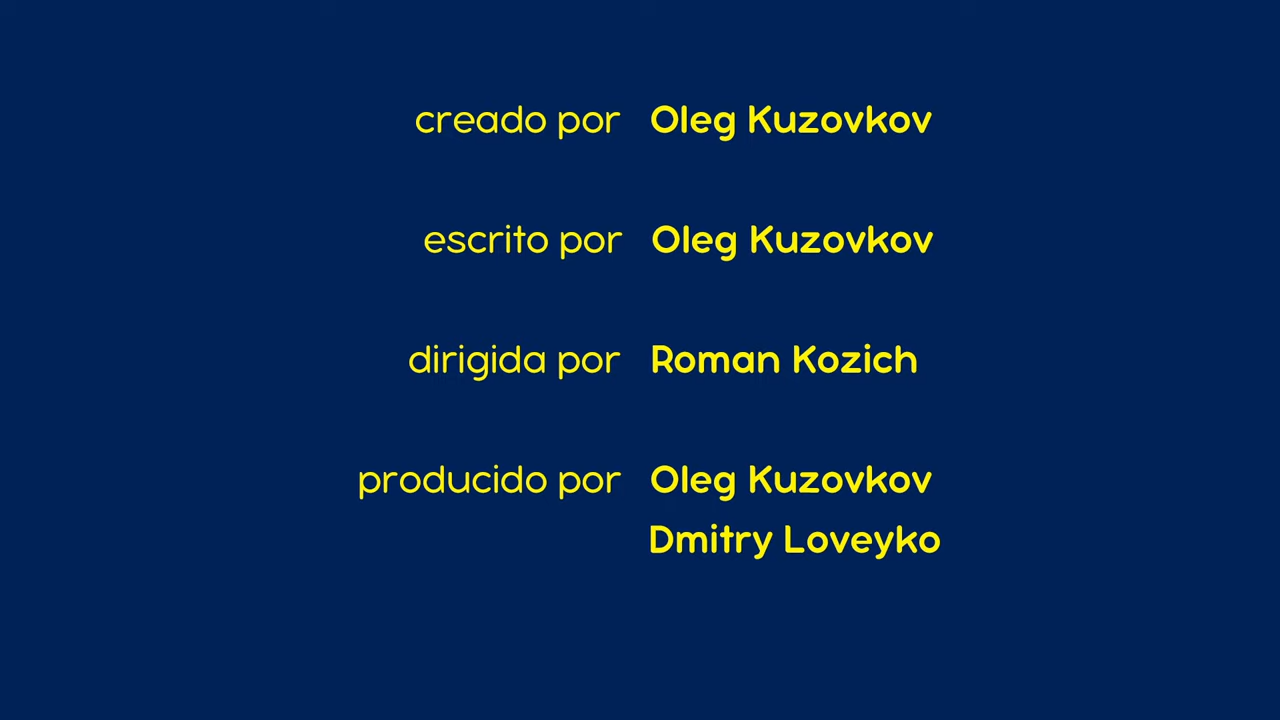 creado por Oleg Kuzovkov
escrito por Oleg Kuzovkov
dirigida por Roman Kozich
producido por Oleg Kuzovkov
Dmitry Loveyko